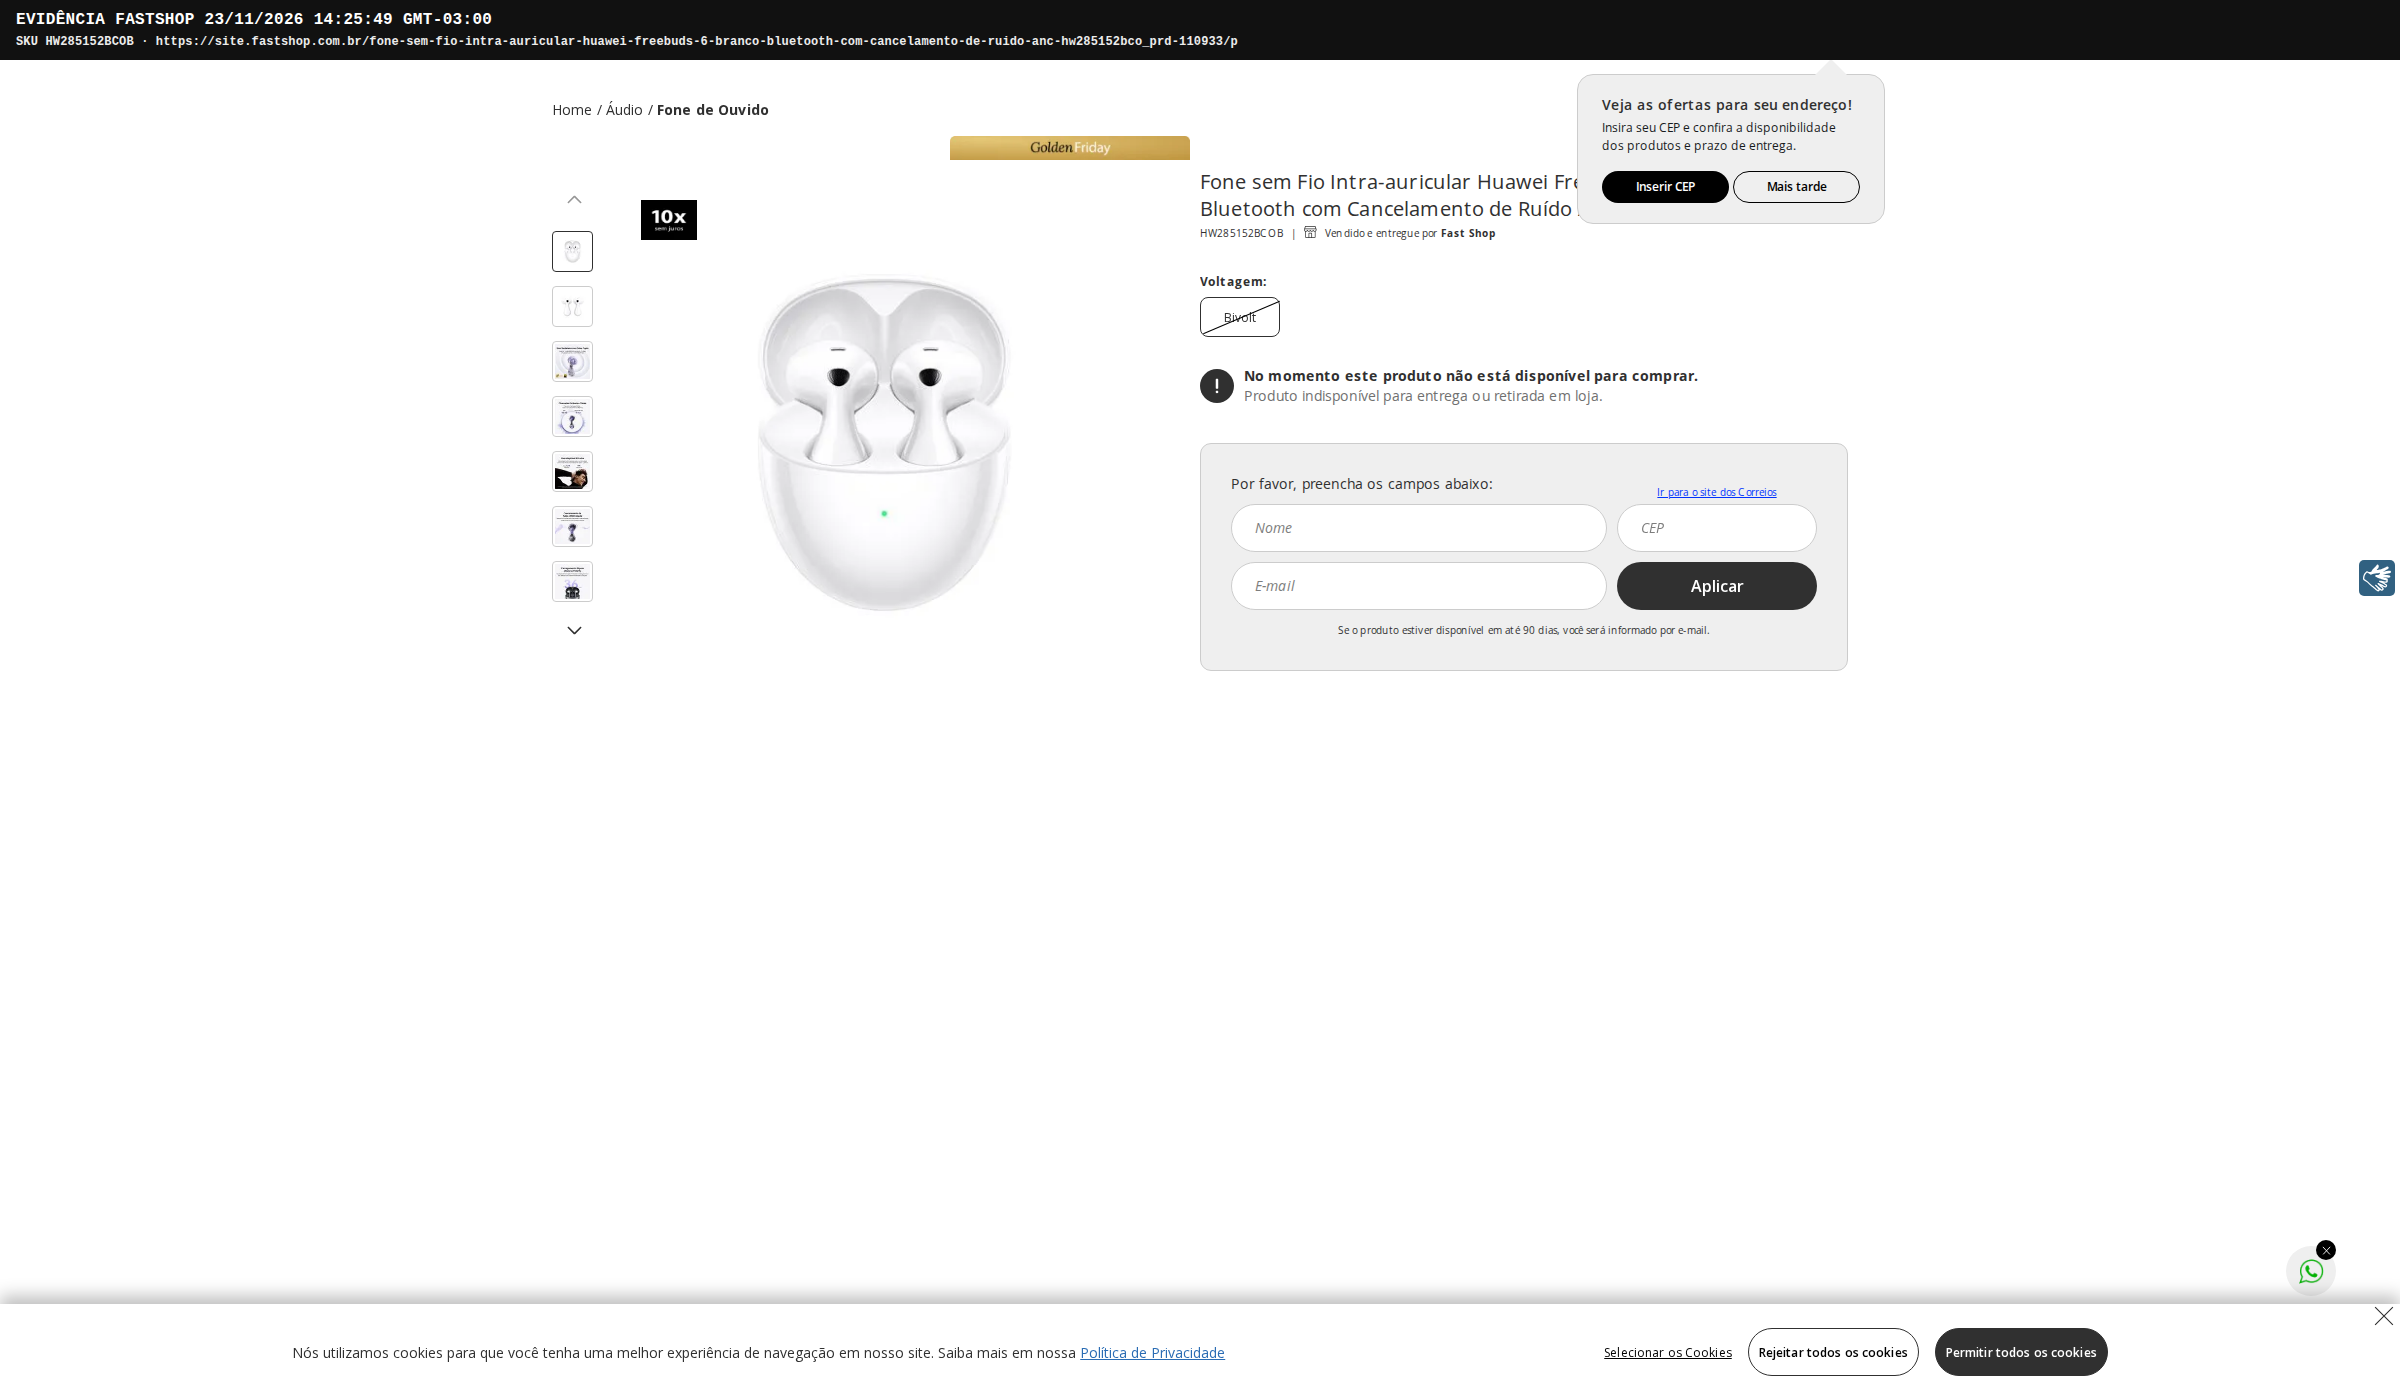 EVIDÊNCIA FASTSHOP 23/11/2026 14:25:49 GMT-03:00
SKU HW285152BCOB · https://site.fastshop.com.br/fone-sem-fio-intra-auricular-huawei-freebuds-6-branco-bluetooth-com-cancelamento-de-ruido-anc-hw285152bco_prd-110933/p
Veja as ofertas para seu endereço!
Insira seu CEP e confira a disponibilidade
dos produtos e prazo de entrega.
Inserir CEP
Mais tarde
Home / Áudio / Fone de Ouvido
Golden Friday
10x
sem juros
Fone sem Fio Intra-auricular Huawei Fre
Bluetooth com Cancelamento de Ruído
HW285152BCOB | Vendido e entregue por Fast Shop
Voltagem:
Bivolt
No momento este produto não está disponível para comprar.
Produto indisponível para entrega ou retirada em loja.
Por favor, preencha os campos abaixo:
Ir para o site dos Correios
Nome
CEP
E-mail
Aplicar
Se o produto estiver disponível em até 90 dias, você será informado por e-mail.
Nós utilizamos cookies para que você tenha uma melhor experiência de navegação em nosso site. Saiba mais em nossa Política de Privacidade
Selecionar os Cookies
Rejeitar todos os cookies
Permitir todos os cookies